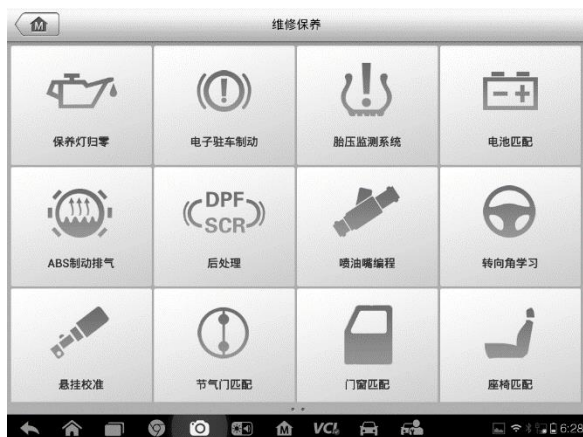 M
维修保养
保养灯归零
电子驻车制动
胎压监测系统
电池匹配
ABS制动排气
DPF
SCR
后处理
喷油嘴编程
转向角学习
悬挂校准
节气门匹配
门窗匹配
座椅匹配
M
VCI
6:28